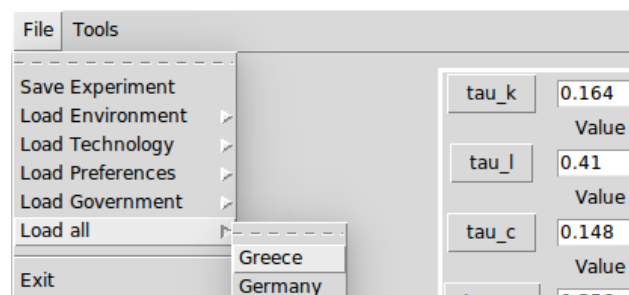 File Tools
Save Experiment
Load Environment
Load Technology
Load Preferences
Load Government
Load all
Exit
Greece
Germany
tau_k 0.164
Value
tau_l 0.41
Value
tau_c 0.148
Value